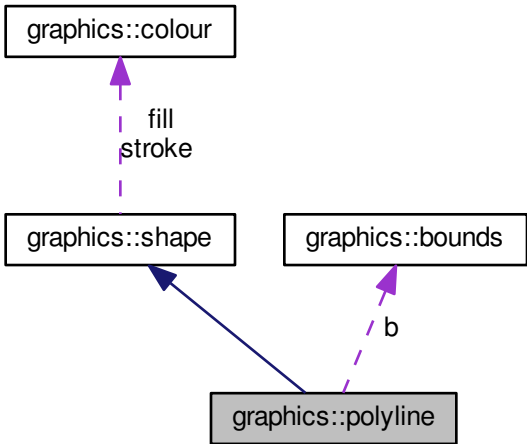 graphics::colour
fill
stroke
graphics::shape
graphics::bounds
b
graphics::polyline